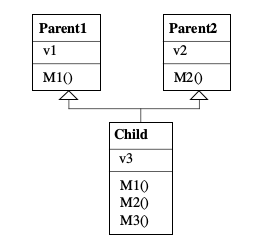 Parent1
v1
M1()
Parent2
v2
M2()
Child
v3
M1()
M2()
M3()